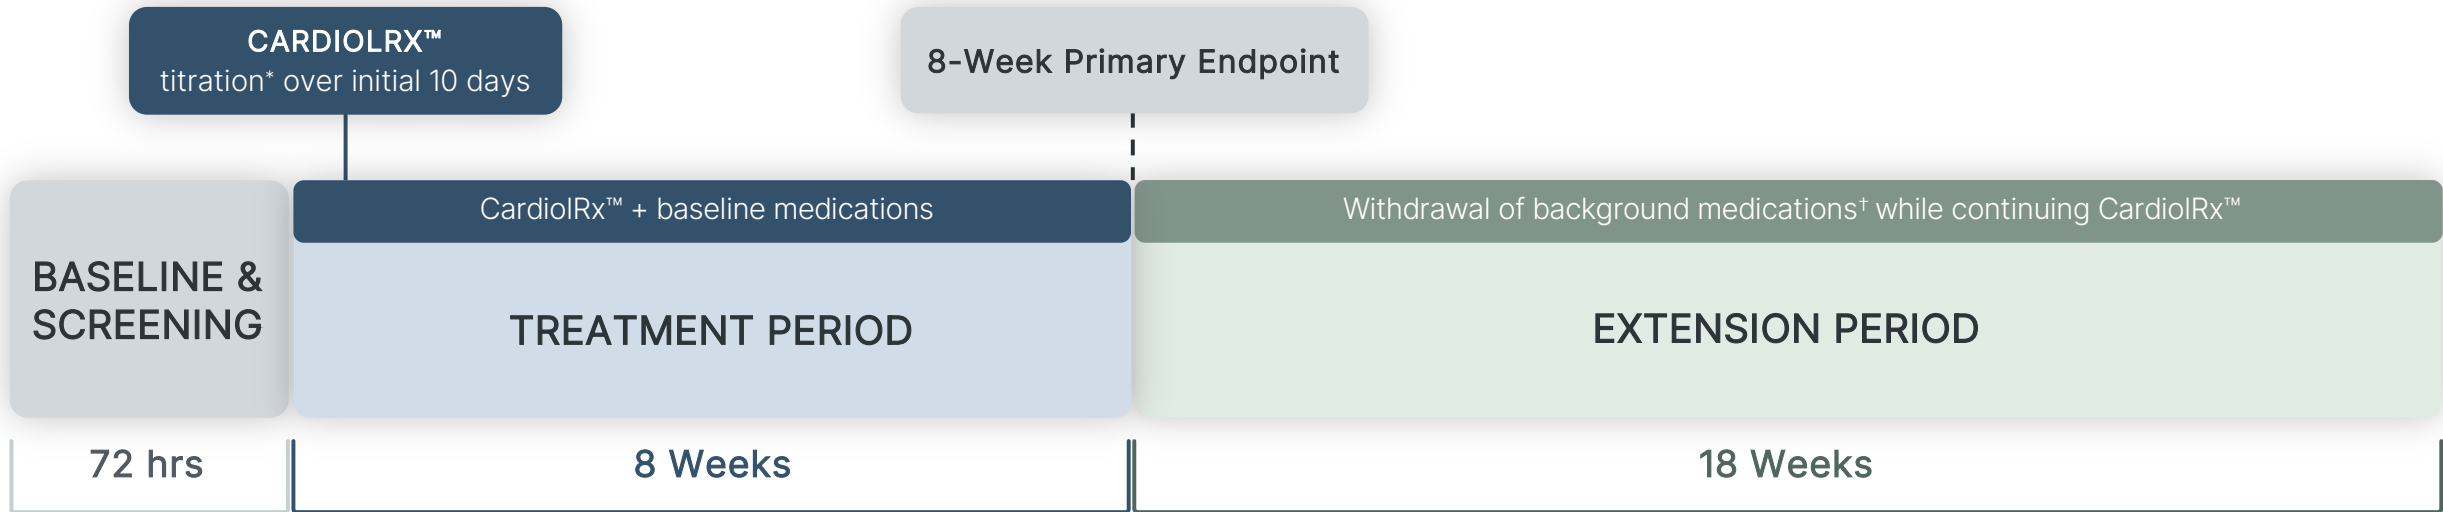 CARDIOLRX™
titration* over initial 10 days
8-Week Primary Endpoint
CardiolRx™ + baseline medications
Withdrawal of background medications† while continuing CardiolRx™
BASELINE &
SCREENING
TREATMENT PERIOD
EXTENSION PERIOD
72 hrs
8 Weeks
18 Weeks